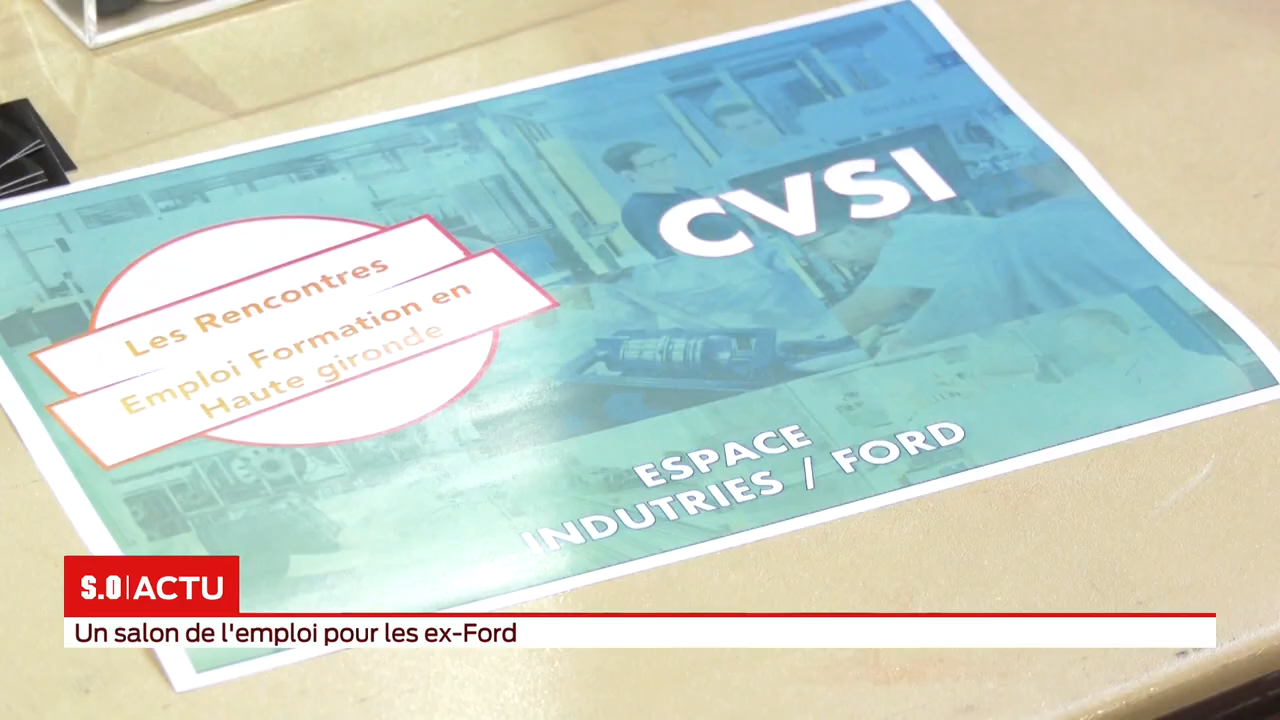 CVSI
Les Rencontres
Emploi Formation en
Haute gironde
ESPACE
INDUTRIES / FORD
S.O ACTU
Un salon de l'emploi pour les ex-Ford